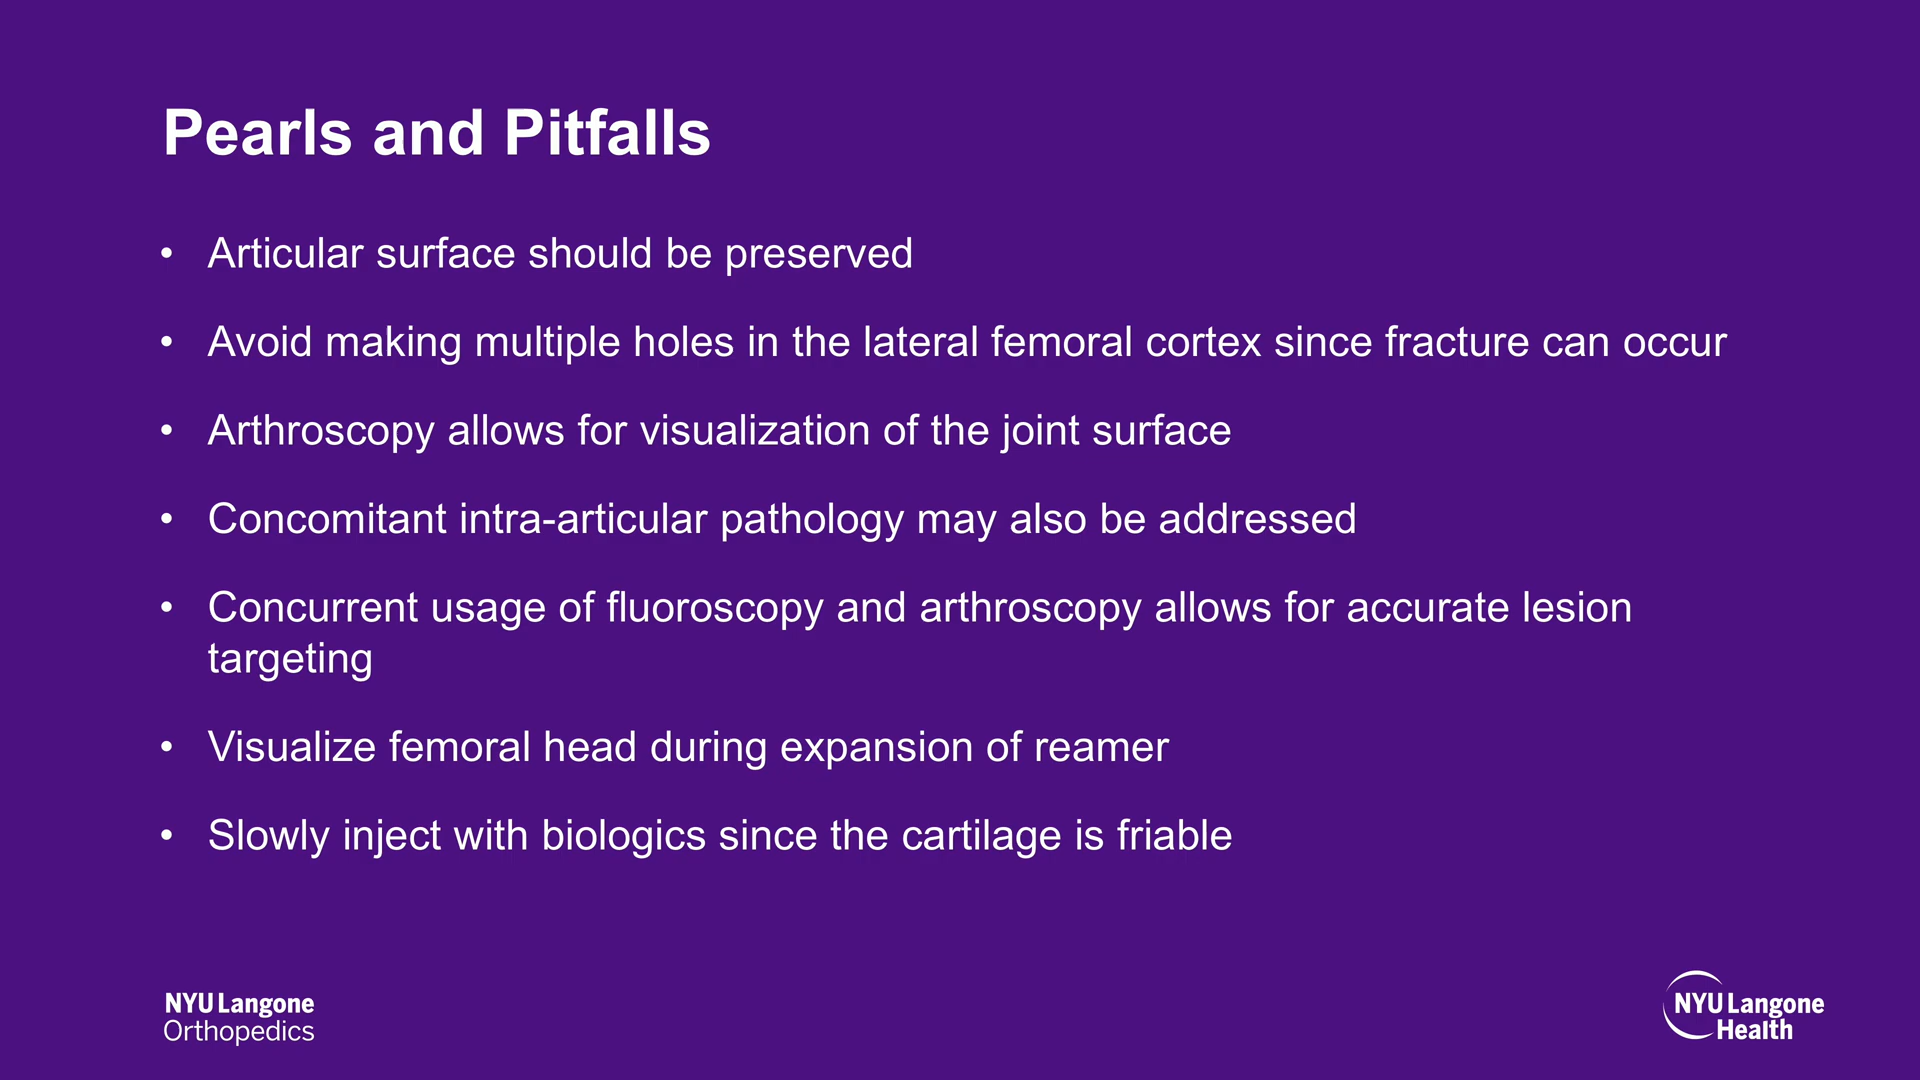 Pearls and Pitfalls
• Articular surface should be preserved
• Avoid making multiple holes in the lateral femoral cortex since fracture can occur
• Arthroscopy allows for visualization of the joint surface
• Concomitant intra-articular pathology may also be addressed
• Concurrent usage of fluoroscopy and arthroscopy allows for accurate lesion
targeting
• Visualize femoral head during expansion of reamer
• Slowly inject with biologics since the cartilage is friable
NYU Langone
Orthopedics
NYU Langone
Health